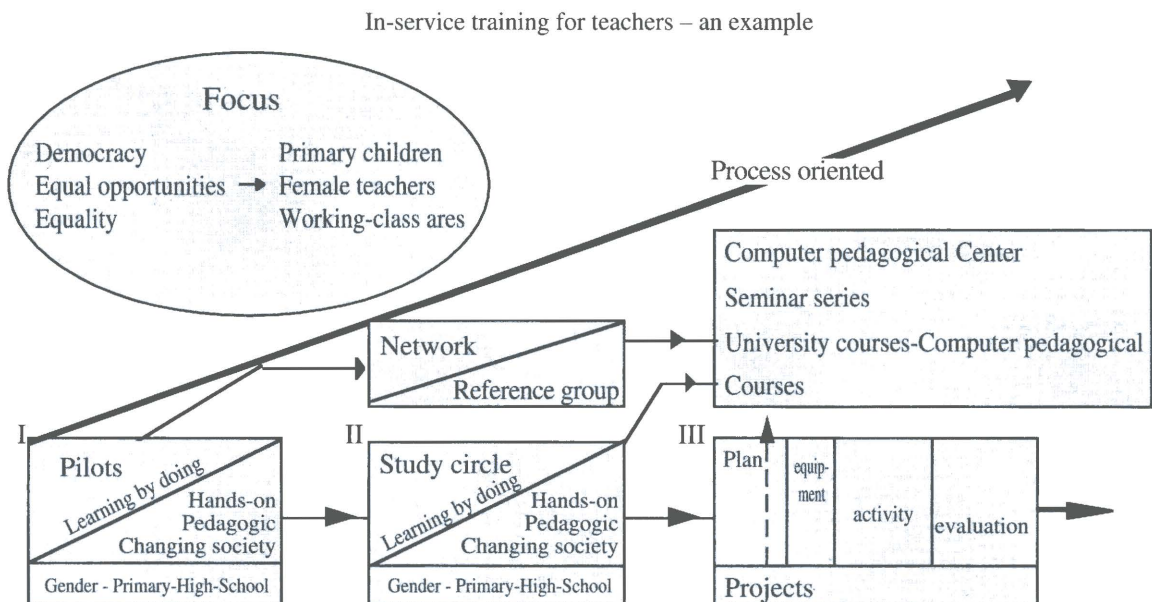 In-service training for teachers – an example
Focus
Democracy
Equal opportunities
Equality
Primary children
Female teachers
Working-class ares
Process oriented
Computer pedagogical Center
Seminar series
University courses-Computer pedagogical
Courses
Network
Reference group
I
Pilots
Learning by doing
Hands-on
Pedagogic
Changing society
Gender - Primary-High-School
II
Study circle
Learning by doing
Hands-on
Pedagogic
Changing society
Gender - Primary-High-School
III
Plan
equip-
ment
activity
evaluation
Projects